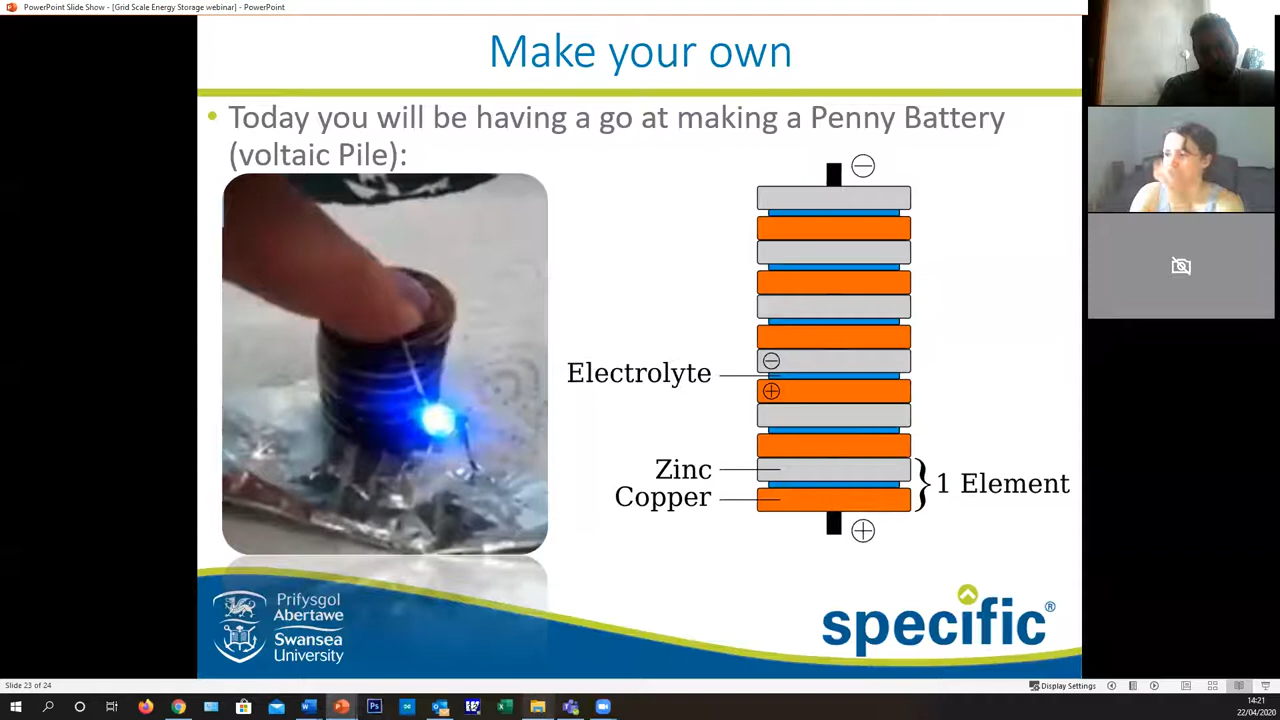 PowerPoint Slide Show - [Grid Scale Energy Storage webinar] - PowerPoint
Make your own
• Today you will be having a go at making a Penny Battery
(voltaic Pile):
Electrolyte
Zinc
Copper
1 Element
Prifysgol
Abertawe
Swansea
University
specific®
Slide 23 of 24
Display Settings
14:21
22/04/2020